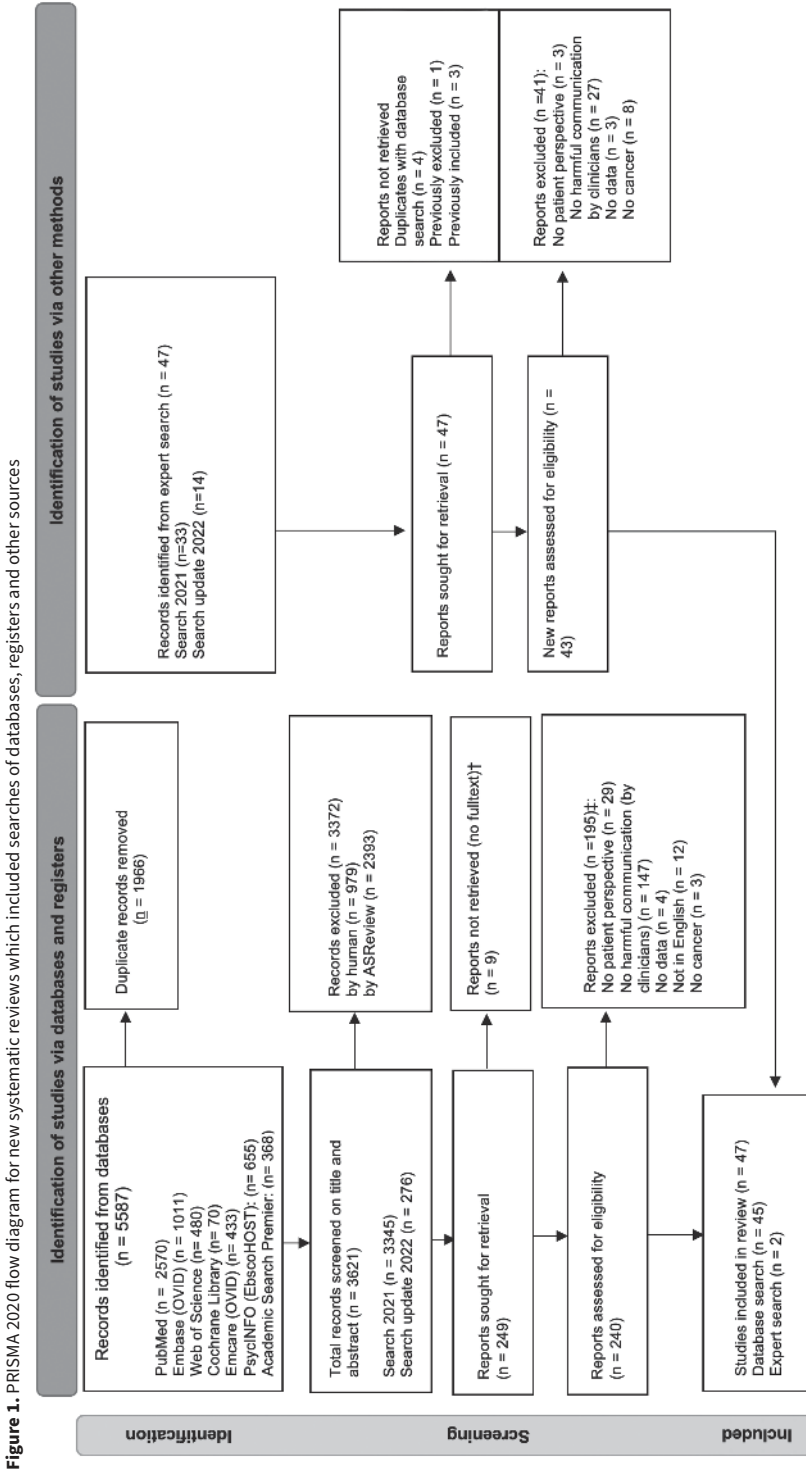 Figure 1. PRISMA 2020 flow diagram for new systematic reviews which included searches of databases, registers and other sources
Identification of studies via databases and registers
Identification of studies via other methods
Identification
Records identified from databases
(n = 5587)
PubMed (n = 2570)
Embase (OVID) (n = 1011)
Web of Science (n= 480)
Cochrane Library (n= 70)
Emcare (OVID) (n= 433)
PsycINFO (EbscoHOST): (n= 655)
Academic Search Premier: (n= 368)
Duplicate records removed
(n = 1966)
Records identified from expert search (n = 47)
Search 2021 (n=33)
Search update 2022 (n=14)
Screening
Total records screened on title and
abstract (n = 3621)
Search 2021 (n = 3345)
Search update 2022 (n = 276)
Records excluded (n = 3372)
by human (n = 979)
by ASReview (n = 2393)
Reports sought for retrieval
(n = 249)
Reports not retrieved (no fulltext)†
(n = 9)
Reports sought for retrieval (n = 47)
Reports not retrieved
Duplicates with database
search (n = 4)
Previously excluded (n = 1)
Previously included (n = 3)
Reports assessed for eligibility
(n = 240)
Reports excluded (n =195)‡:
No patient perspective (n = 29)
No harmful communication (by
clinicians) (n = 147)
No data (n = 4)
Not in English (n = 12)
No cancer (n = 3)
New reports assessed for eligibility (n =
43)
Reports excluded (n =41):
No patient perspective (n = 3)
No harmful communication
by clinicians (n = 27)
No data (n = 3)
No cancer (n = 8)
Included
Studies included in review (n = 47)
Database search (n = 45)
Expert search (n = 2)